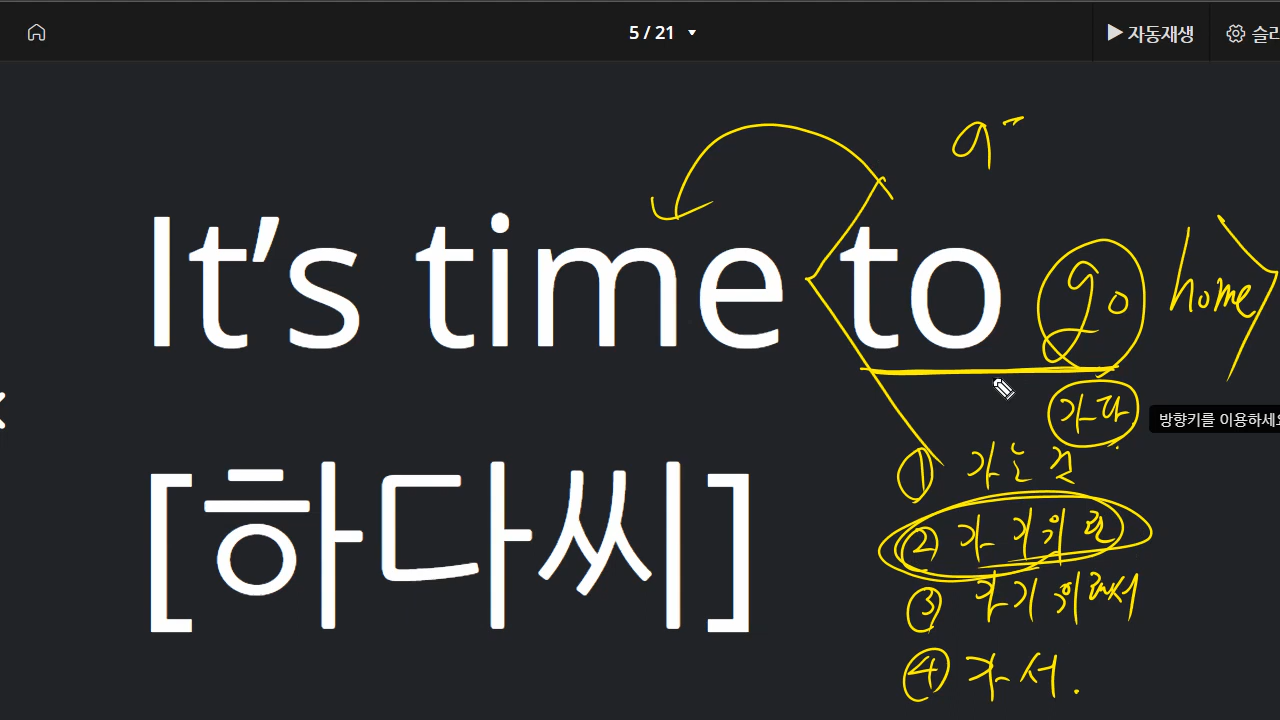 5 / 21
자동재생
슬라
It's time to go home
가다
방향키를 이용하세요
[하다씨]
① 가는 것
② 가기위한
③ 가기 위해서
④ 가서.